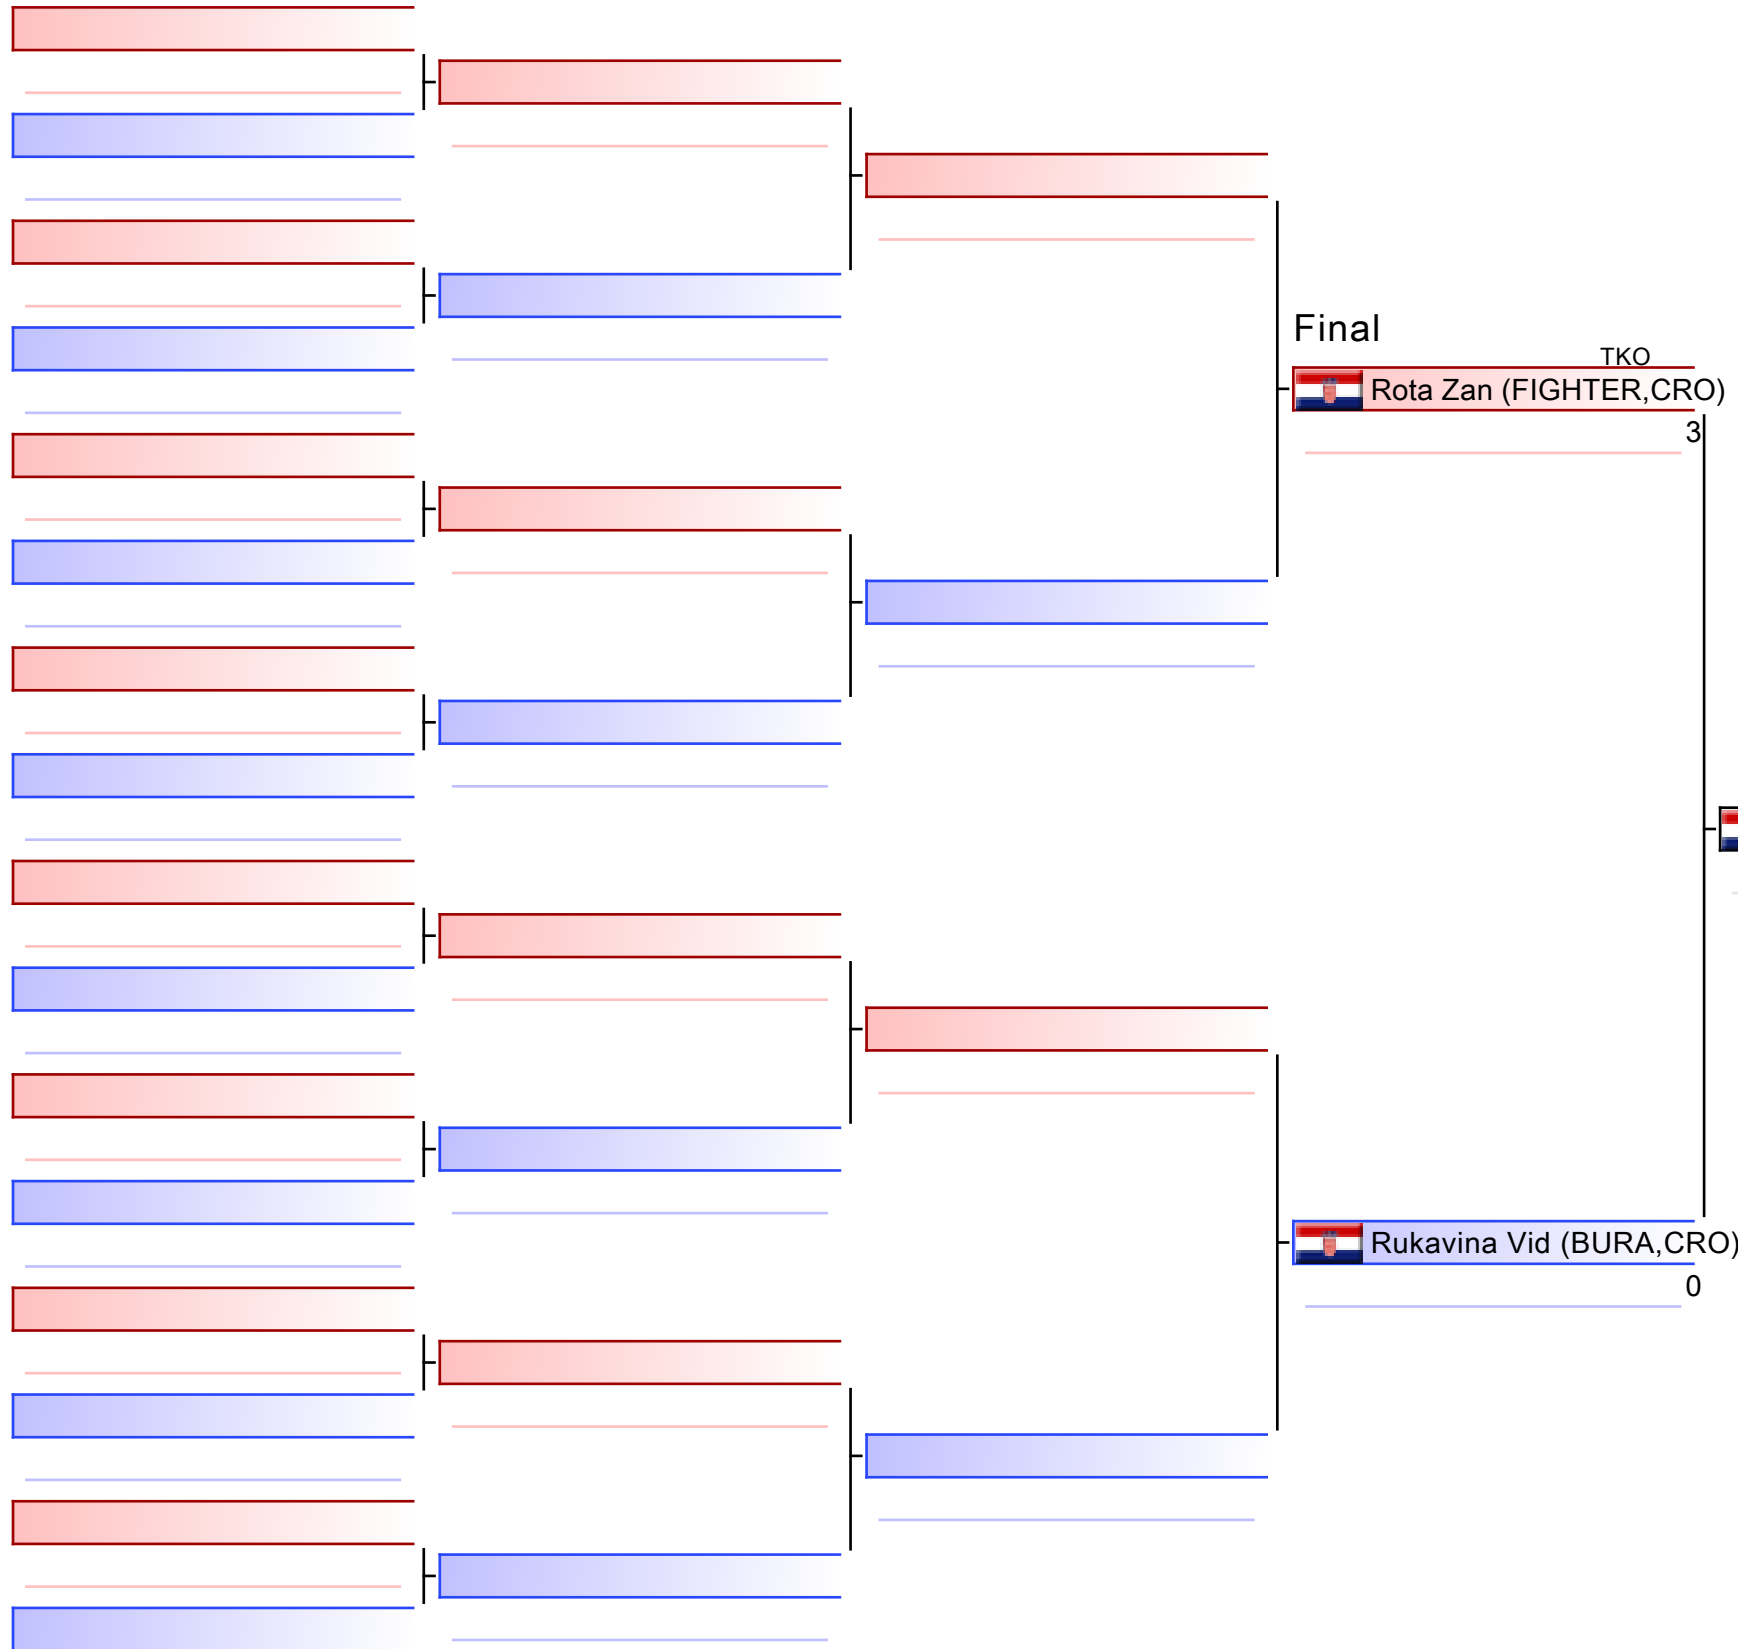 Final
TKO
Rota Zan (FIGHTER,CRO)
3
Rukavina Vid (BURA,CRO)
0